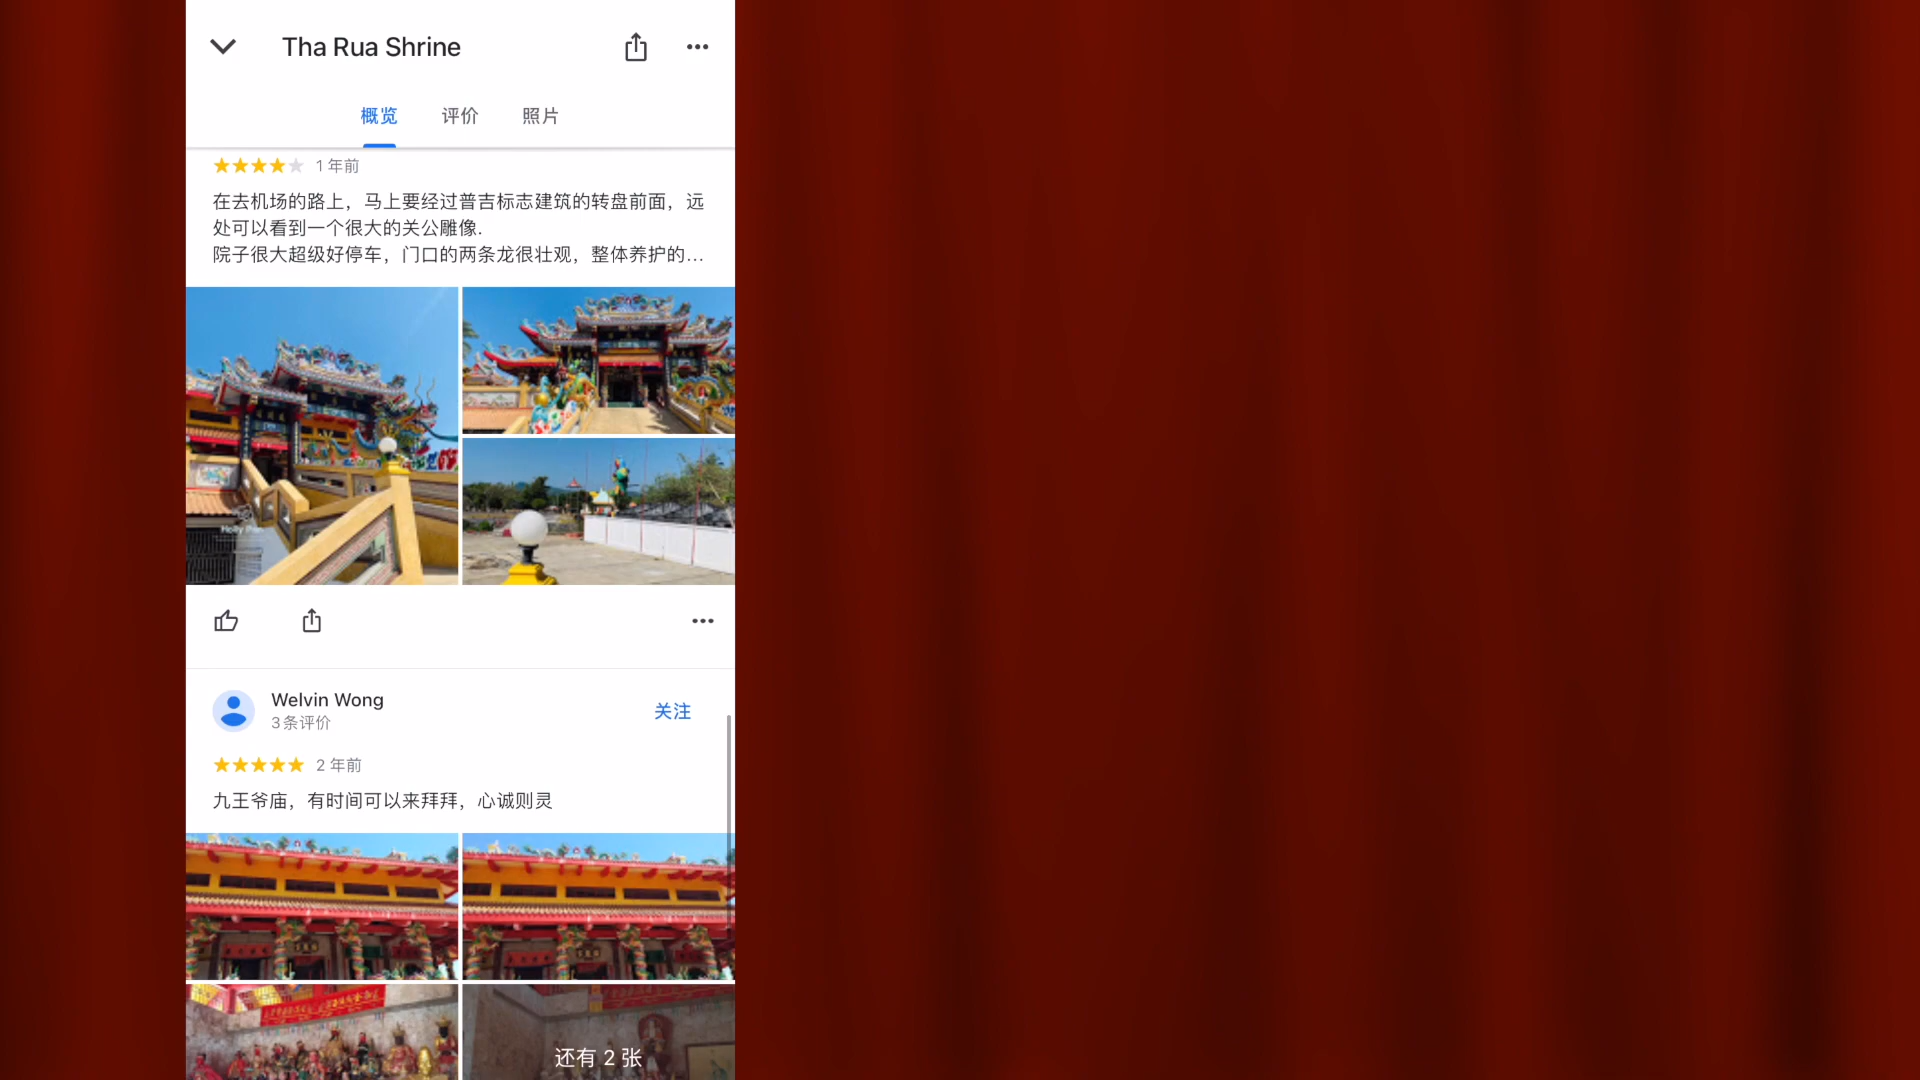 Tha Rua Shrine
概览
评价
照片
1 年前
在去机场的路上，马上要经过普吉标志建筑的转盘前面，远
处可以看到一个很大的关公雕像.
院子很大超级好停车，门口的两条龙很壮观，整体养护的...
Welvin Wong
3 条评价
关注
2 年前
九王爷庙，有时间可以来拜拜，心诚则灵
还有 2 张